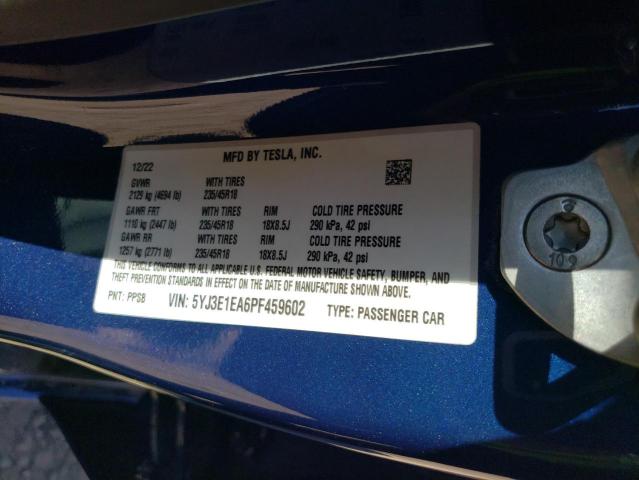 MFD BY TESLA, INC.
12/22
GVWR WITH TIRES
2129 kg (4694 lb) 235/45R18
GAWR FRT WITH TIRES RIM COLD TIRE PRESSURE
1110 kg (2447 lb) 235/45R18 18X8.5J 290 kPa, 42 psi
GAWR RR WITH TIRES RIM COLD TIRE PRESSURE
1257 kg (2771 lb) 235/45R18 18X8.5J 290 kPa, 42 psi
THIS VEHICLE CONFORMS TO ALL APPLICABLE U.S. FEDERAL MOTOR VEHICLE SAFETY, BUMPER, AND
THEFT PREVENTION STANDARDS IN EFFECT ON THE DATE OF MANUFACTURE SHOWN ABOVE.
PNT: PPSB VIN: 5YJ3E1EA6PF459602 TYPE: PASSENGER CAR
10.9